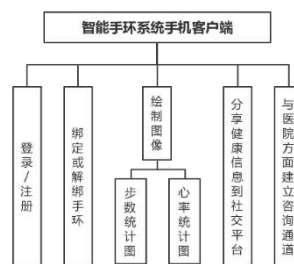 智能手环系统手机客户端
登录/注册
绑定或解绑手环
绘制图像
步数统计图
心率统计图
分享健康信息到社交平台
与医院方面建立咨询通道